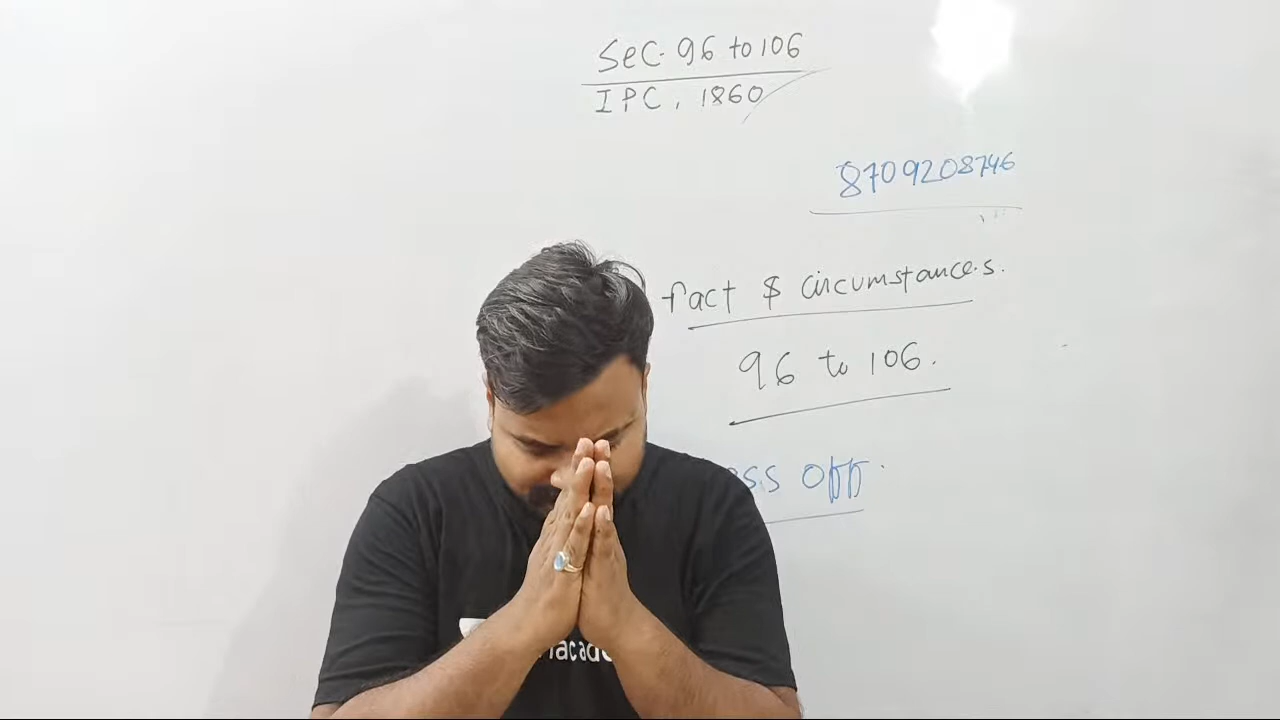 Sec. 96 to 106
IPC, 1860
8709208746
fact $ circumstances.
96 to 106.
off.